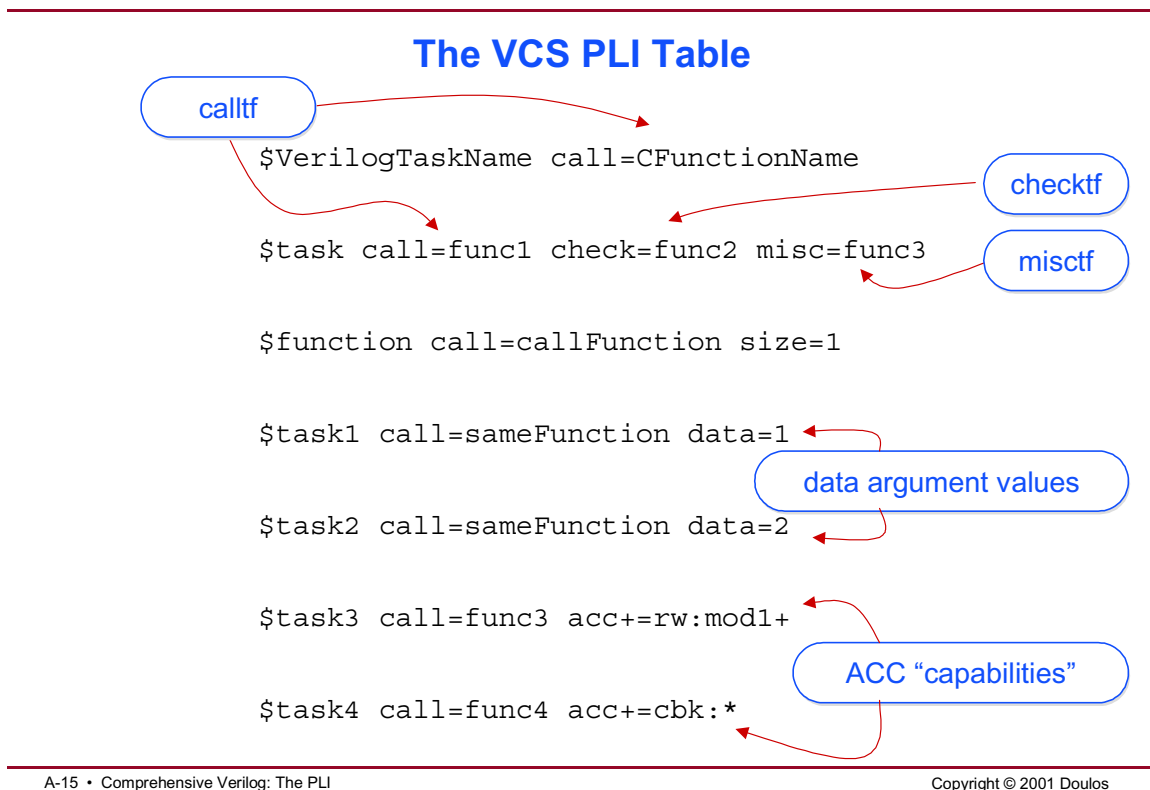 The VCS PLI Table
calltf
$VerilogTaskName call=CFunctionName
checktf
$task call=func1 check=func2 misc=func3
misctf
$function call=callFunction size=1
$task1 call=sameFunction data=1
data argument values
$task2 call=sameFunction data=2
$task3 call=func3 acc+=rw:mod1+
ACC “capabilities”
$task4 call=func4 acc+=cbk:*
A-15 • Comprehensive Verilog: The PLI
Copyright © 2001 Doulos